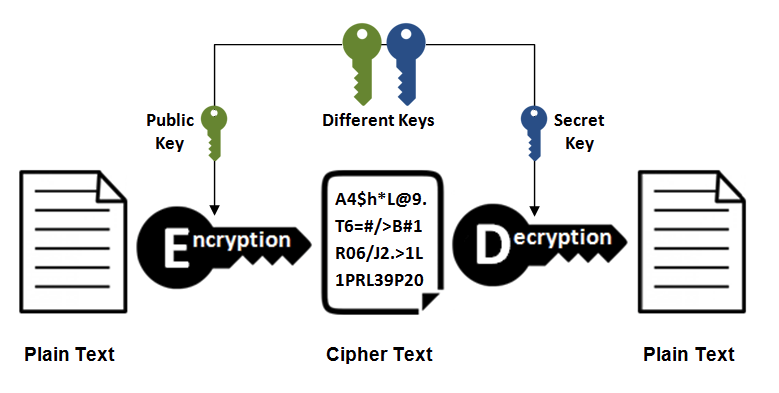 Public
Key
Different Keys
Secret
Key
Encryption
A4$h*L@9.
T6=#/>B#1
R06/J2.>1L
1PRL39P20
Decryption
Plain Text
Cipher Text
Plain Text